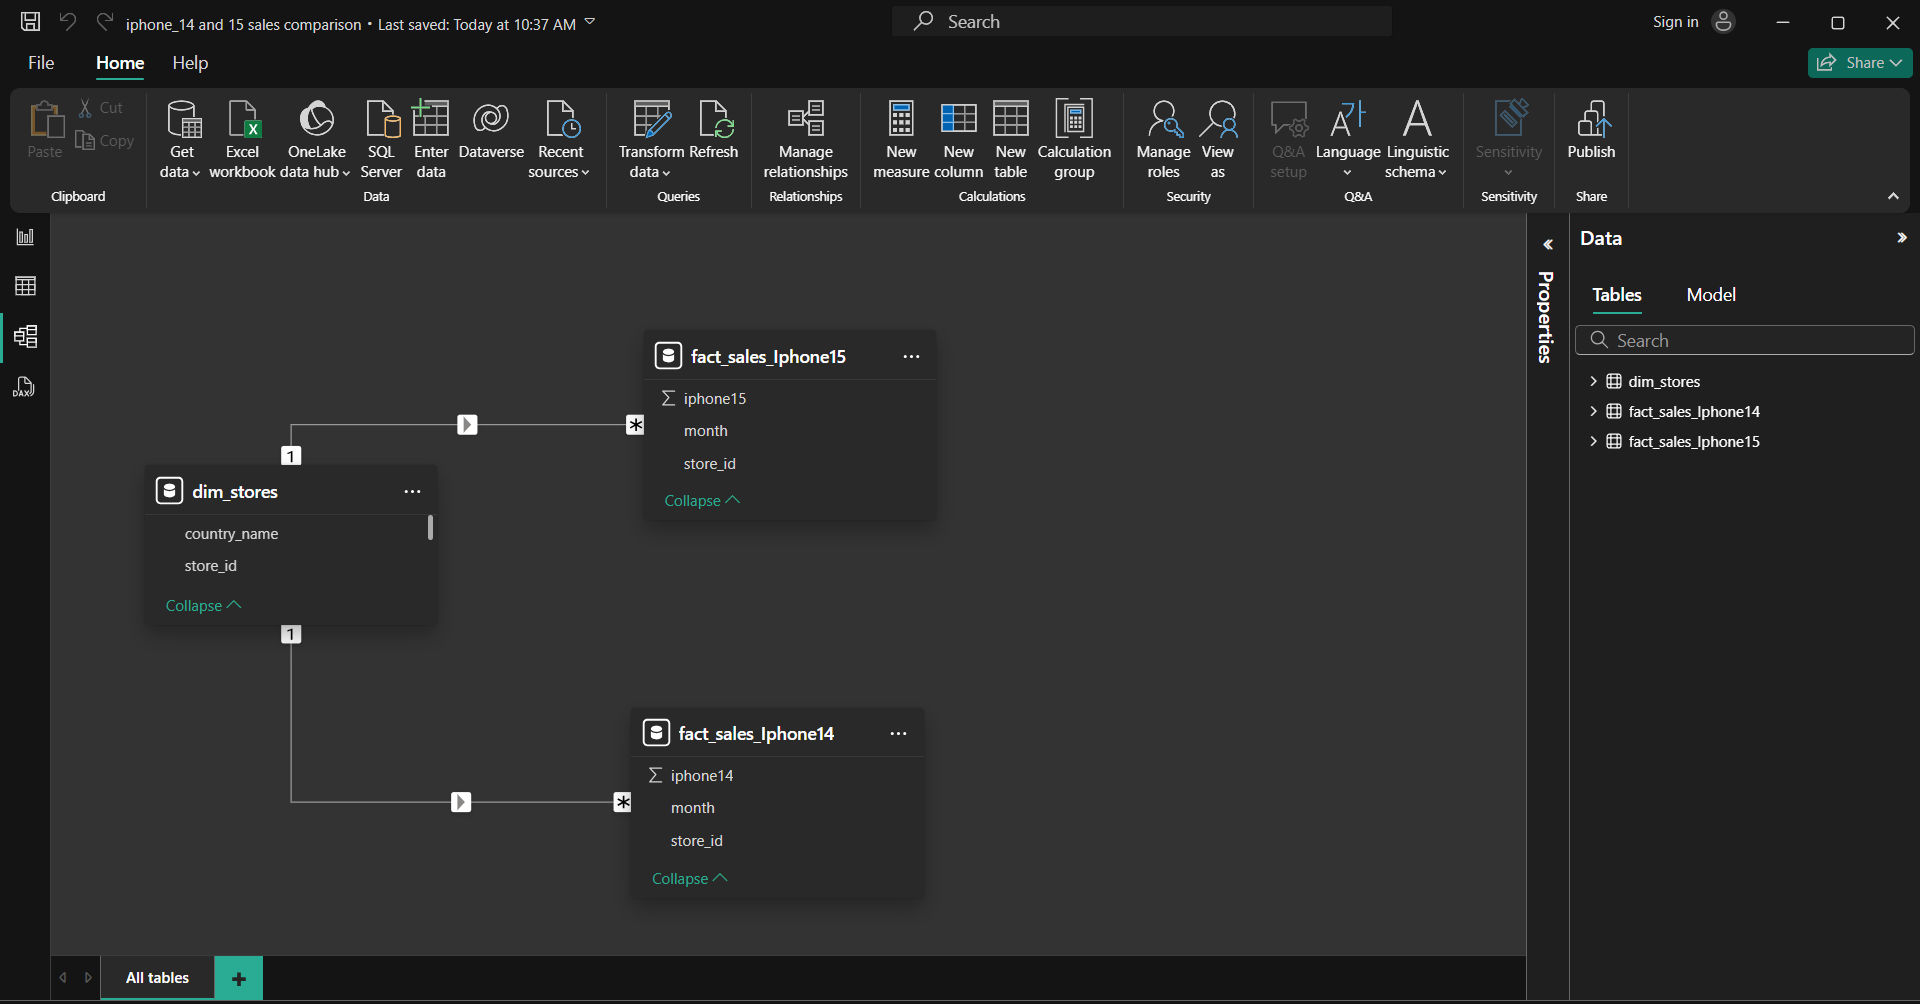 iphone_14 and 15 sales comparison • Last saved: Today at 10:37 AM
Search
Sign in
File
Home
Help
Share
Paste
Cut
Copy
Clipboard
Get data
Excel workbook
OneLake data hub
SQL Server
Enter data
Dataverse
Recent sources
Data
Transform data
Refresh
Queries
Manage relationships
Relationships
New measure
New column
New table
Calculation group
Calculations
Manage roles
View as
Security
Q&A setup
Language
Linguistic schema
Q&A
Sensitivity
Sensitivity
Publish
Share
DAX
fact_sales_Iphone15
iphone15
month
store_id
Collapse
1
*
dim_stores
country_name
store_id
Collapse
1
*
fact_sales_Iphone14
iphone14
month
store_id
Collapse
All tables
+
Properties
Data
Tables
Model
Search
dim_stores
fact_sales_Iphone14
fact_sales_Iphone15